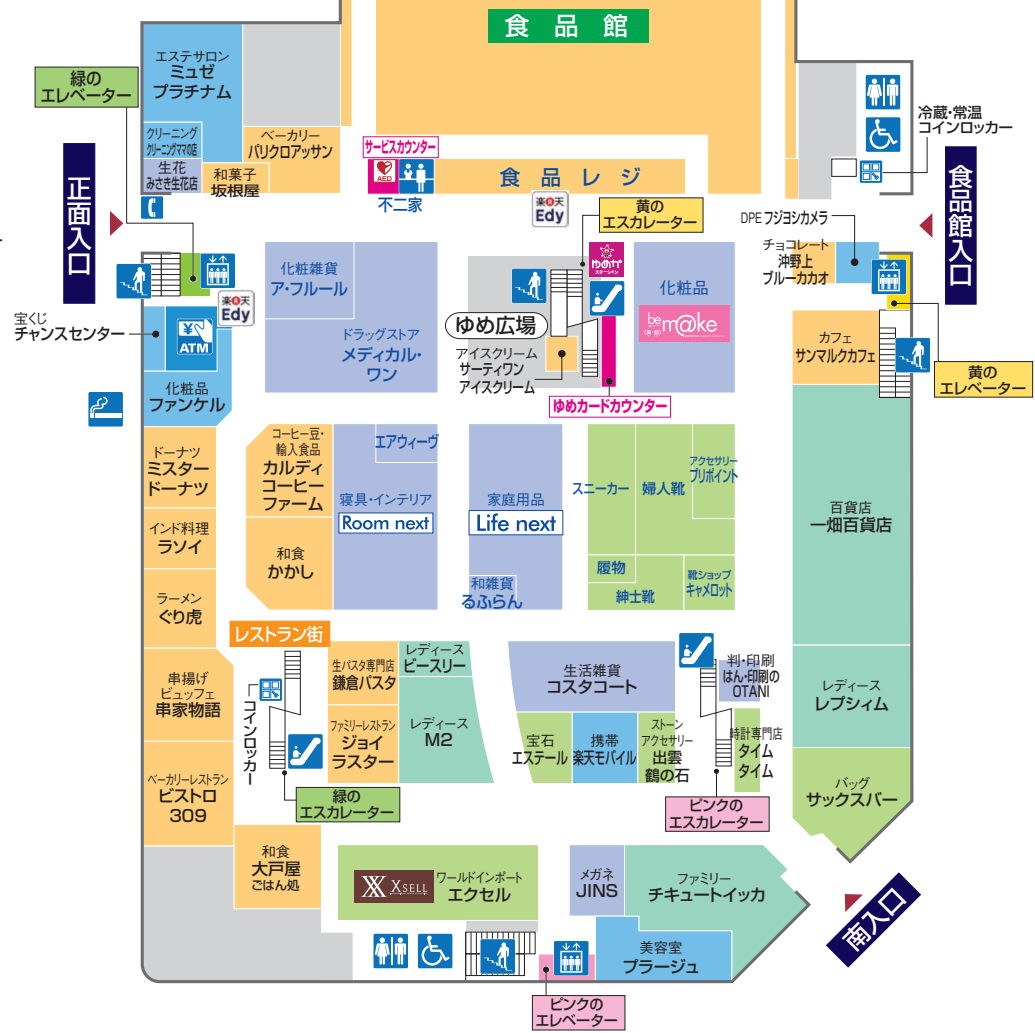 食品館
エステサロン
ミュゼ
プラチナム
緑の
エレベーター
クリーニング
クリーニングママの店
生花
みさき生花店
ベーカリー
パリクロアッサン
和菓子
坂根屋
サービスカウンター
AED
不二家
食品レジ
楽天
Edy
黄の
エスカレーター
冷蔵・常温
コインロッカー
正面入口
食品館入口
DPE フジヨシカメラ
チョコレート
沖野上
ブルーカカオ
化粧雑貨
ア・フルール
ゆめか
ステーション
化粧品
be
(美・部)
m@ke
楽天
Edy
宝くじ
チャンスセンター
ATM
ドラッグストア
メディカル・
ワン
ゆめ広場
アイスクリーム
サーティワン
アイスクリーム
カフェ
サンマルクカフェ
黄の
エレベーター
化粧品
ファンケル
ゆめカードカウンター
ドーナツ
ミスター
ドーナツ
コーヒー豆・
輸入食品
カルディ
コーヒー
ファーム
エアウィーヴ
寝具・インテリア
Room next
家庭用品
Life next
スニーカー
婦人靴
アクセサリー
プリポイント
百貨店
一畑百貨店
インド料理
ラソイ
和食
かかし
和雑貨
るふらん
履物
紳士靴
靴ショップ
キャメロット
ラーメン
ぐり虎
レストラン街
串揚げ
ビュッフェ
串家物語
コインロッカー
生パスタ専門店
鎌倉パスタ
レディース
ビースリー
生活雑貨
コスタコート
判・印刷
はん・印刷の
OTANI
レディース
レプシィム
ファミリーレストラン
ジョイ
ラスター
レディース
M2
宝石
エステール
携帯
楽天モバイル
ストーン
アクセサリー
出雲
鶴の石
時計専門店
タイム
タイム
ベーカリーレストラン
ビストロ
309
緑の
エスカレーター
ピンクの
エスカレーター
バッグ
サックスバー
和食
大戸屋
ごはん処
XSELL
ワールドインポート
エクセル
メガネ
JINS
ファミリー
チキュートイッカ
南入口
美容室
プラージュ
ピンクの
エレベーター